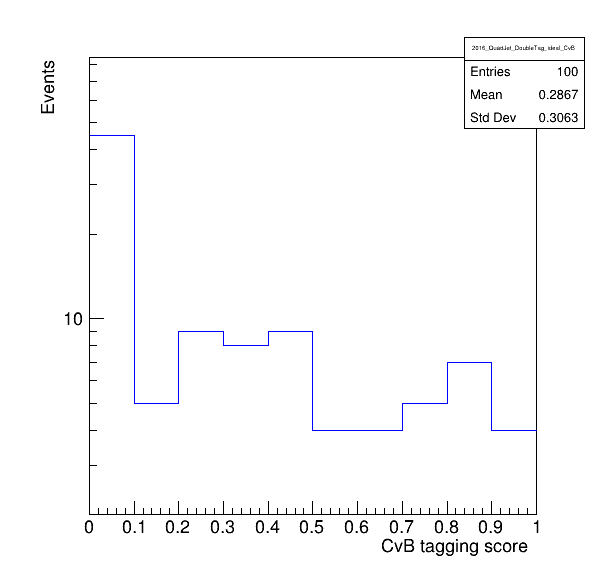 2016_QuadJet_DoubleTag_idesl_CvB
Entries 100
Mean 0.2867
Std Dev 0.3063
Events
10
0 0.1 0.2 0.3 0.4 0.5 0.6 0.7 0.8 0.9 1
CvB tagging score